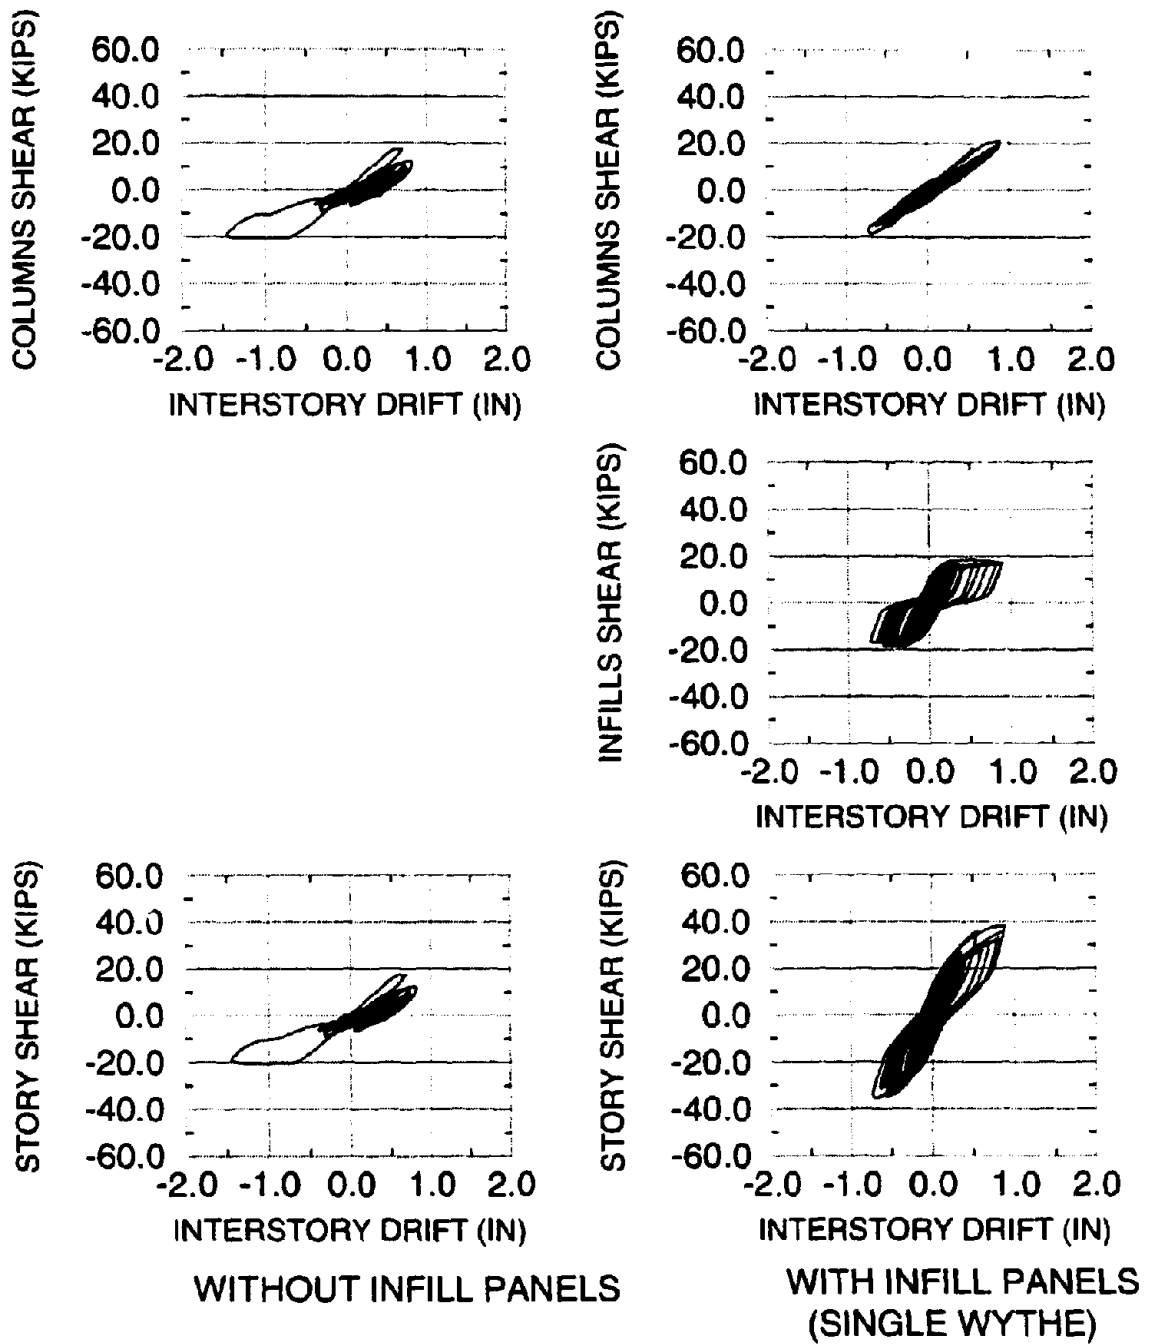 COLUMNS SHEAR (KIPS)
60.0
40.0
20.0
0.0
-20.0
-40.0
-60.0
-2.0 -1.0 0.0 1.0 2.0
INTERSTORY DRIFT (IN)
COLUMNS SHEAR (KIPS)
60.0
40.0
20.0
0.0
-20.0
-40.0
-60.0
-2.0 -1.0 0.0 1.0 2.0
INTERSTORY DRIFT (IN)
INFILLS SHEAR (KIPS)
60.0
40.0
20.0
0.0
-20.0
-40.0
-60.0
-2.0 -1.0 0.0 1.0 2.0
INTERSTORY DRIFT (IN)
STORY SHEAR (KIPS)
60.0
40.0
20.0
0.0
-20.0
-40.0
-60.0
-2.0 -1.0 0.0 1.0 2.0
INTERSTORY DRIFT (IN)
STORY SHEAR (KIPS)
60.0
40.0
20.0
0.0
-20.0
-40.0
-60.0
-2.0 -1.0 0.0 1.0 2.0
INTERSTORY DRIFT (IN)
WITHOUT INFILL PANELS
WITH INFILL PANELS
(SINGLE WYTHE)